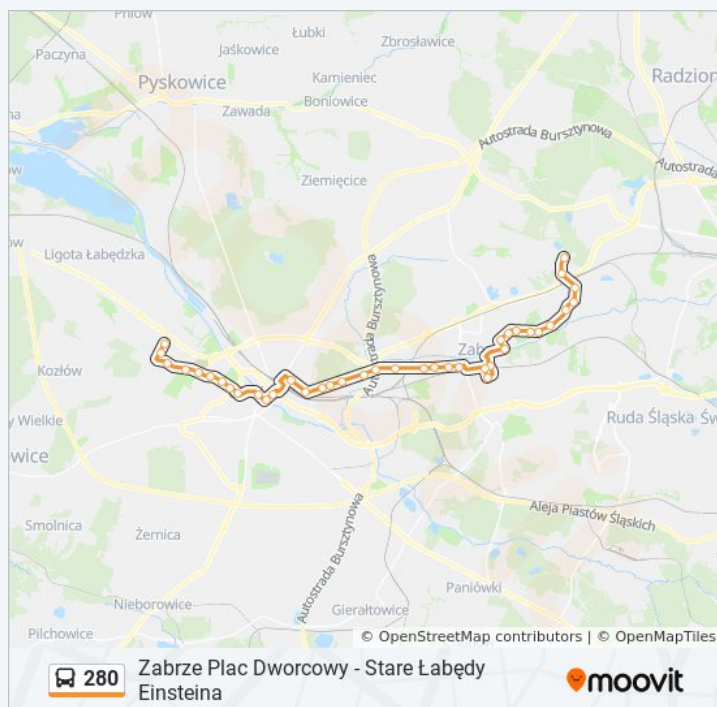 Pniów
Łubki
Zbrosławice
Paczyna
Jaśkowice
Pyskowice
Kamieniec
Radzion
Boniowice
Zawada
Autostrada Bursztynowa
Autostrada
Ziemięcice
Ligota Łabędzka
Autostrada Bursztynowa
Zab
Kozłów
Ruda Śląska
Św
y Wielkie
owice
Smolnica
Aleja Piastów Śląskich
Żernica
Autostrada Bursztynowa
Paniówki
Nieborowice
Gierałtowice
Pilchowice
© OpenStreetMap contributors | © OpenMapTiles
280 Zabrze Plac Dworcowy - Stare Łabędy
Einsteina
moovit